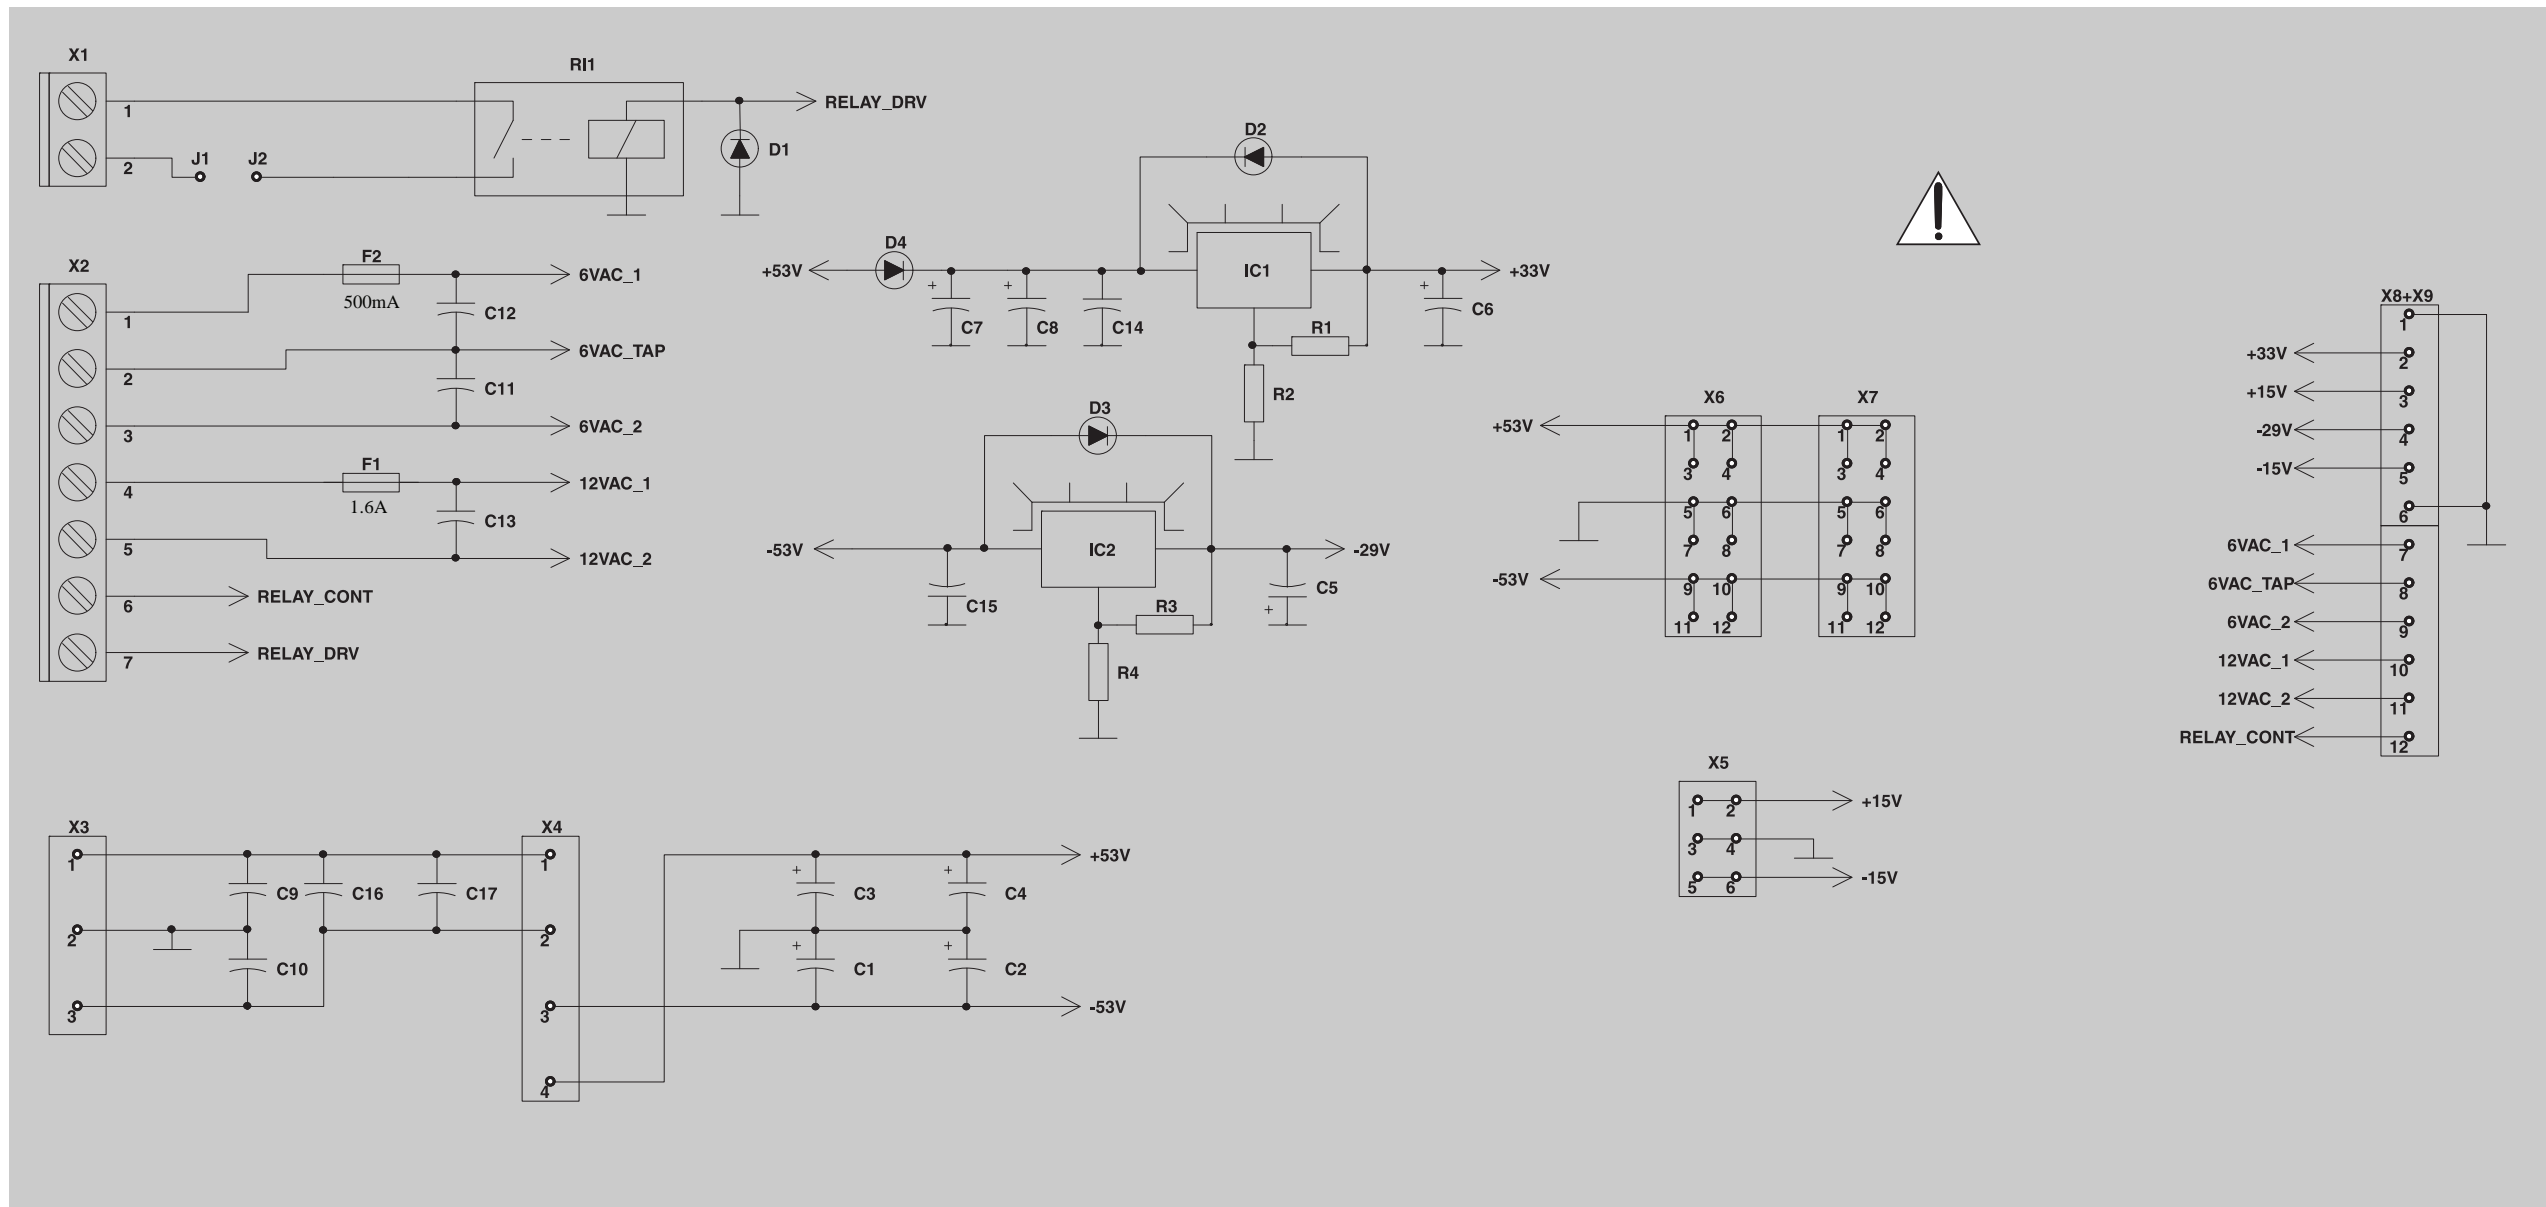 X1
1
2
J1
J2
RI1
RELAY_DRV
D1
X2
F2
500mA
6VAC_1
1
C12
6VAC_TAP
2
C11
6VAC_2
3
F1
1.6A
12VAC_1
4
C13
12VAC_2
5
RELAY_CONT
6
RELAY_DRV
7
D2
D4
+53V
IC1
+33V
+
C7
+
C8
C14
R1
+
C6
R2
D3
-53V
IC2
-29V
C15
R3
C5
+
R4
X6
X7
+53V
1 2
1 2
3 4
3 4
5 6
5 6
7 8
7 8
-53V
9 10
9 10
11 12
11 12
X8+X9
1
+33V
2
+15V
3
-29V
4
-15V
5
6
6VAC_1
7
6VAC_TAP
8
6VAC_2
9
12VAC_1
10
12VAC_2
11
RELAY_CONT
12
X5
1 2
+15V
3 4
5 6
-15V
X3
X4
1
1
C9
C16
C17
2
2
C10
3
3
4
+53V
+
C3
+
C4
+
C1
+
C2
-53V
!